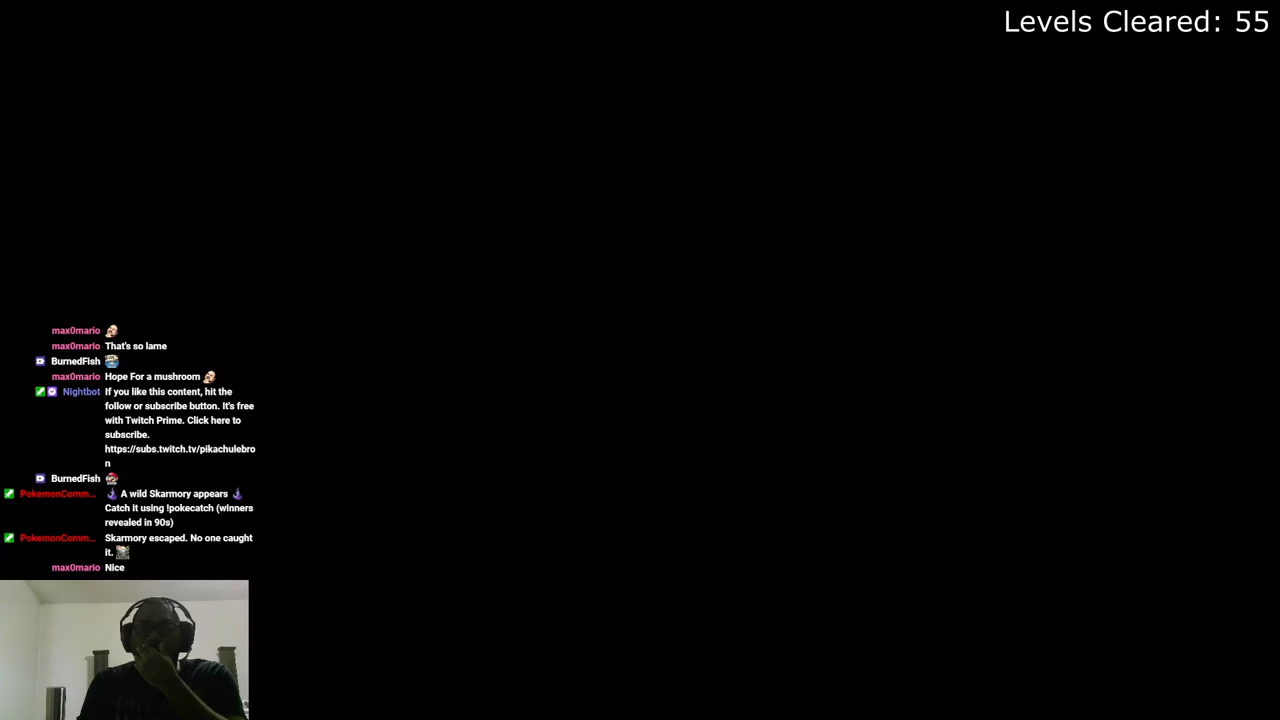 Levels Cleared: 55
max0mario
max0mario That's so lame
BurnedFish
max0mario Hope For a mushroom
Nightbot If you like this content, hit the
follow or subscribe button. It's free
with Twitch Prime. Click here to
subscribe.
https://subs.twitch.tv/pikachulebro
n
BurnedFish
PokemonComm... A wild Skarmory appears
Catch it using !pokecatch (winners
revealed in 90s)
PokemonComm... Skarmory escaped. No one caught
it.
max0mario Nice